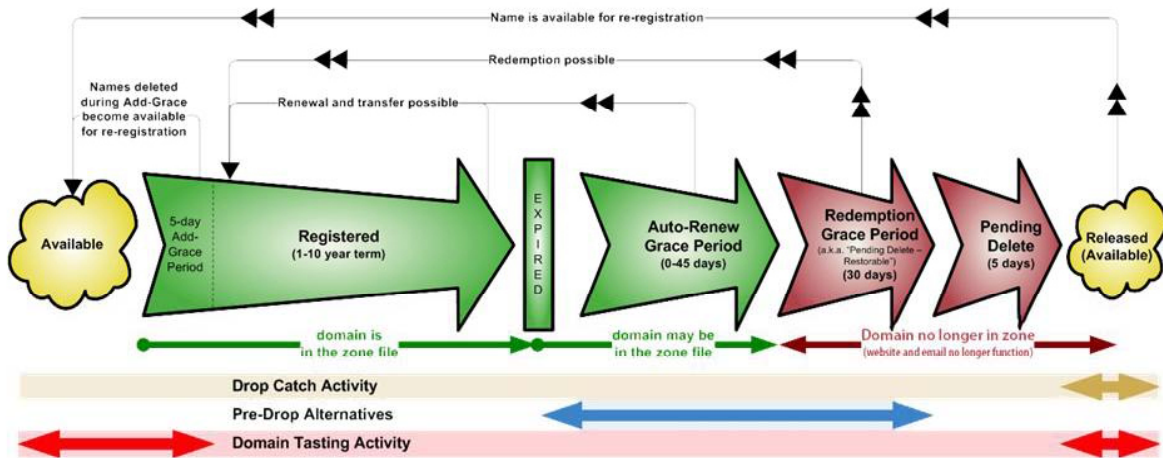 Name is available for re-registration
Redemption possible
Names deleted
during Add-Grace
become available
for re-registration
Renewal and transfer possible
Available
5-day
Add-
Grace
Period
Registered
(1-10 year term)
EXPIRED
Auto-Renew
Grace Period
(0-45 days)
Redemption
Grace Period
(a.k.a. “Pending Delete –
Restorable”)
(30 days)
Pending
Delete
(5 days)
Released
(Available)
domain is
in the zone file
domain may be
in the zone file
Domain no longer in zone
(website and email no longer function)
Drop Catch Activity
Pre-Drop Alternatives
Domain Tasting Activity